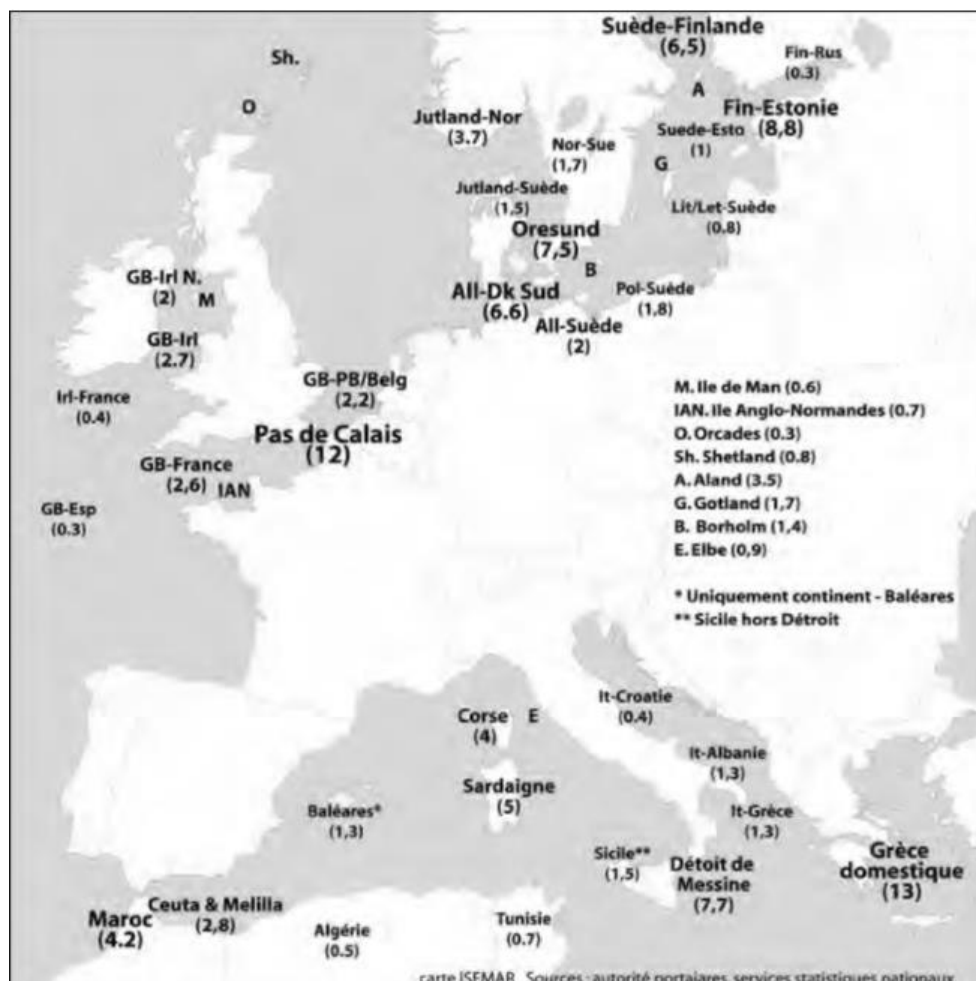 Suède-Finlande
(6,5)
Sh.
Fin-Rus
(0.3)
A
O
Fin-Estonie
(8,8)
Jutland-Nor
(3.7)
Suede-Esto
(1)
Nor-Sue
(1,7)
G
Jutland-Suède
(1.5)
Lit/Let-Suède
(0.8)
Oresund
(7,5)
B
GB-Irl N.
(2)
M
All-Dk Sud
(6.6)
Pol-Suède
(1,8)
All-Suède
(2)
GB-Irl
(2.7)
GB-PB/Belg
(2,2)
Irl-France
(0.4)
Pas de Calais
(12)
GB-France
(2,6)
IAN
GB-Esp
(0.3)
M. Ile de Man (0.6)
IAN. Ile Anglo-Normandes (0.7)
O. Orcades (0.3)
Sh. Shetland (0.8)
A. Aland (3.5)
G. Gotland (1,7)
B. Borholm (1,4)
E. Elbe (0,9)
* Uniquement continent - Baléares
** Sicile hors Détroit
It-Croatie
(0.4)
Corse
(4)
E
It-Albanie
(1,3)
Sardaigne
(5)
Baléares*
(1,3)
It-Grèce
(1.3)
Sicile**
(1,5)
Détoit de
Messine
(7,7)
Grèce
domestique
(13)
Maroc
(4.2)
Ceuta & Melilla
(2,8)
Algérie
(0.5)
Tunisie
(0.7)
carte ISEMAR Sources : autorité portaires, services statistiques nationaux